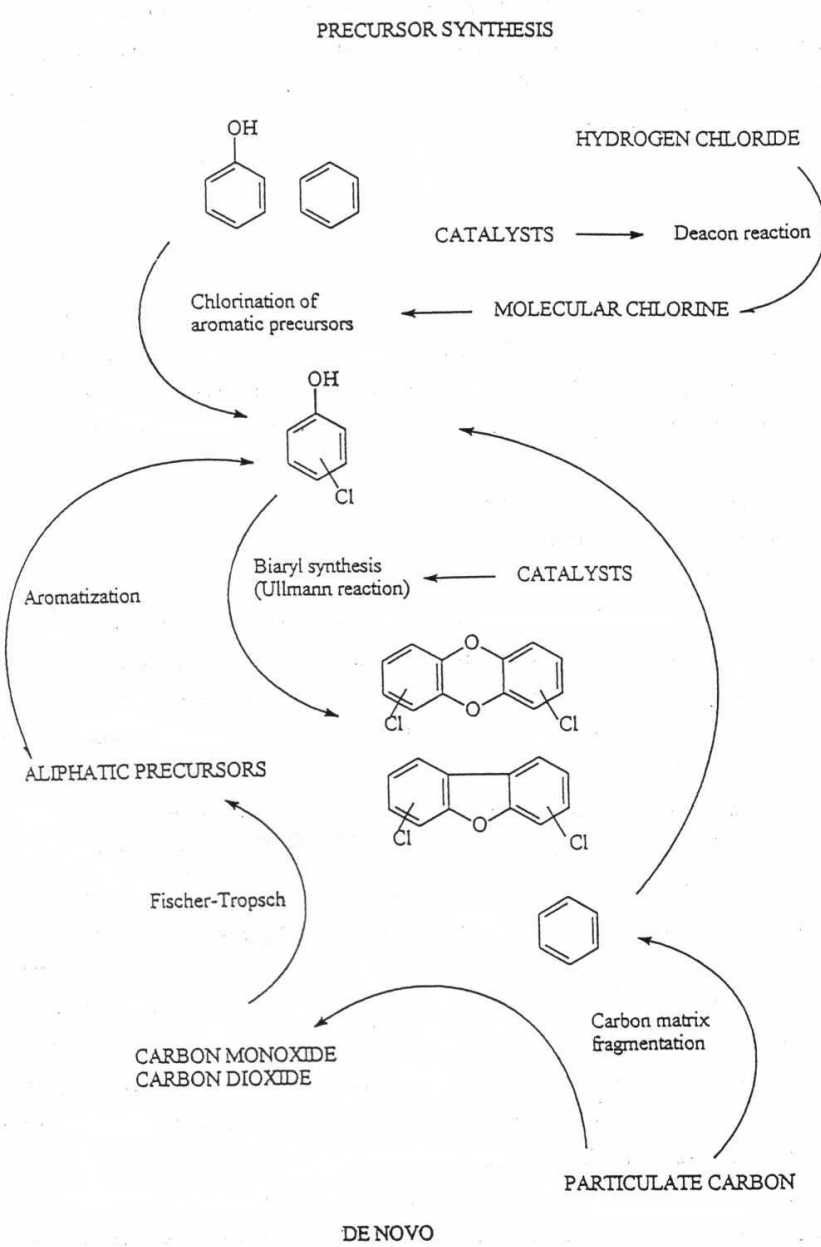 PRECURSOR SYNTHESIS
OH
HYDROGEN CHLORIDE
CATALYSTS
Deacon reaction
Chlorination of
aromatic precursors
MOLECULAR CHLORINE
OH
Cl
Biaryl synthesis
(Ullmann reaction)
CATALYSTS
Aromatization
O
O
Cl
Cl
ALIPHATIC PRECURSORS
O
Cl
Cl
Fischer-Tropsch
Carbon matrix
fragmentation
CARBON MONOXIDE
CARBON DIOXIDE
PARTICULATE CARBON
DE NOVO